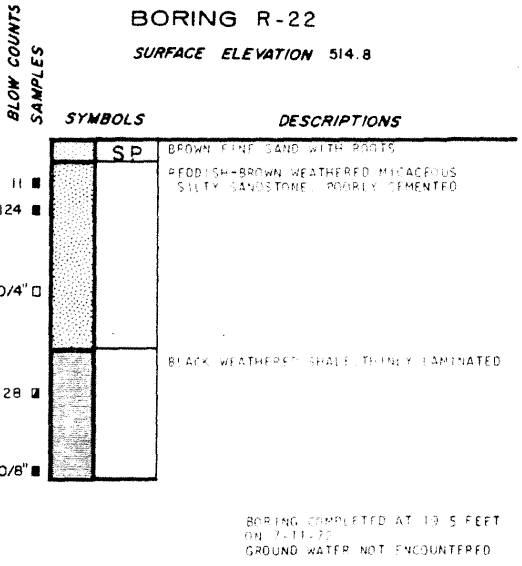 BORING R-22
SURFACE ELEVATION 514.8
BLOW COUNTS
SAMPLES
SYMBOLS
DESCRIPTIONS
SP
BROWN FINE SAND WITH ROOTS
11
REDDISH-BROWN WEATHERED MICACEOUS
SILTY SANDSTONE, POORLY CEMENTED
124
0/4"
BLACK WEATHERED SHALE, THINLY LAMINATED
28
0/8"
BORING COMPLETED AT 19.5 FEET
ON
GROUND WATER NOT ENCOUNTERED